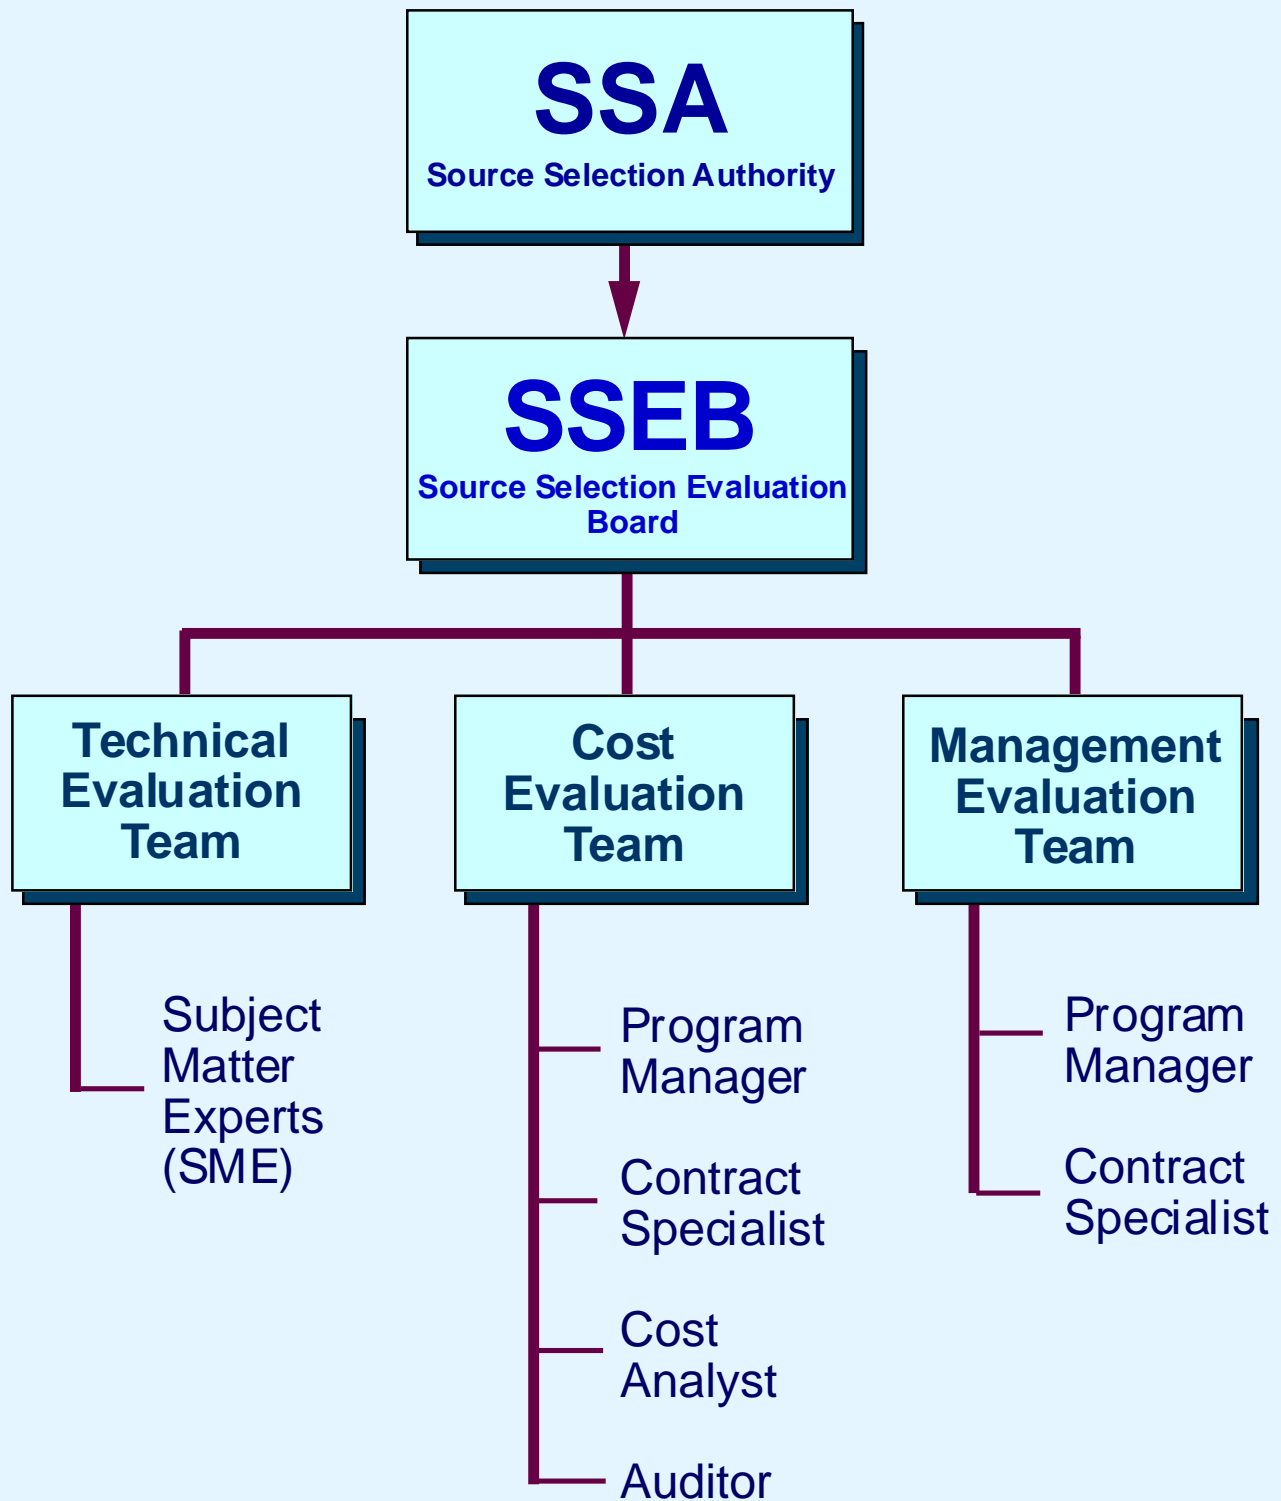 SSA
Source Selection Authority
SSEB
Source Selection Evaluation
Board
Technical
Evaluation
Team
Subject
Matter
Experts
(SME)
Cost
Evaluation
Team
Program
Manager
Contract
Specialist
Cost
Analyst
Auditor
Management
Evaluation
Team
Program
Manager
Contract
Specialist